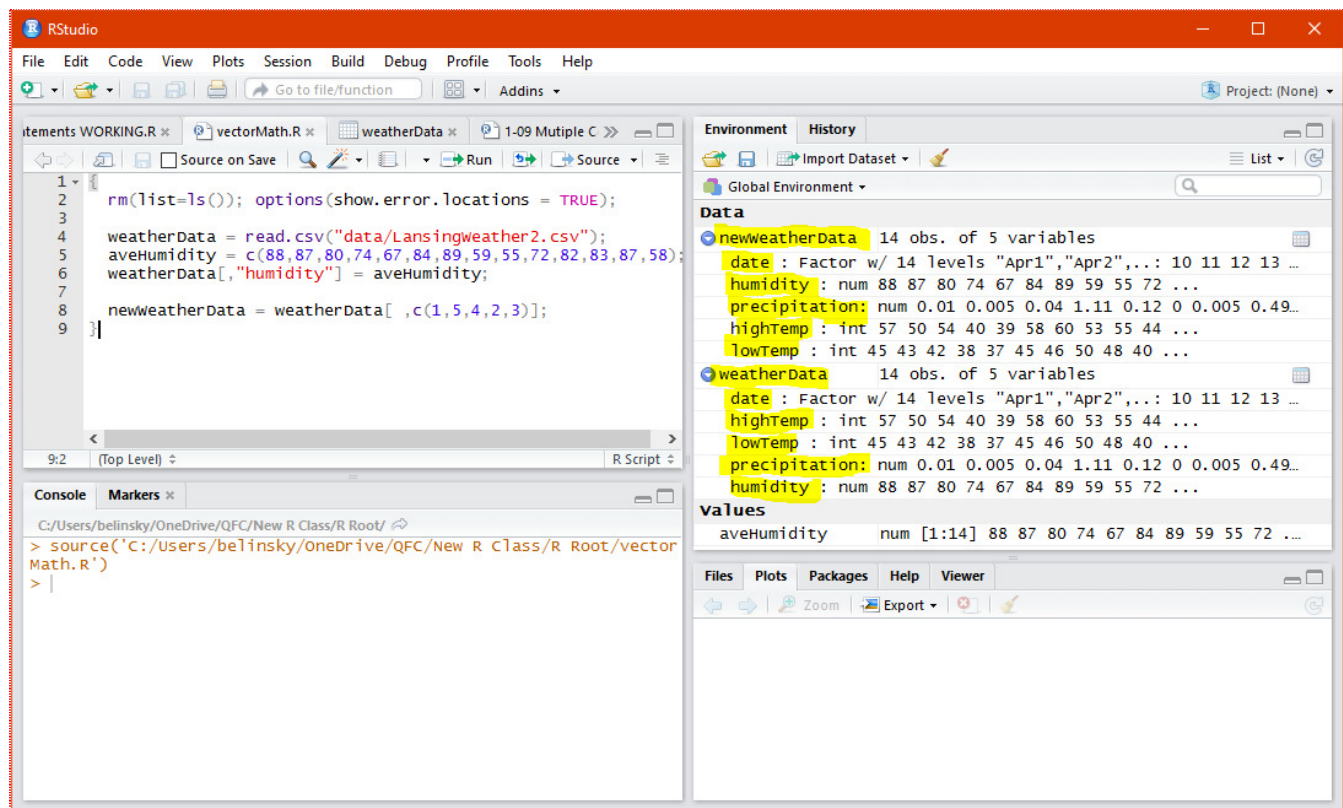 RStudio
File Edit Code View Plots Session Build Debug Profile Tools Help
Go to file/function Addins Project: (None)
tements WORKING.R vectorMath.R weatherData 1-09 Mutiple C
Source on Save Run Source
1 {
2 rm(list=ls()); options(show.error.locations = TRUE);
3
4 weatherData = read.csv("data/LansingWeather2.csv");
5 aveHumidity = c(88,87,80,74,67,84,89,59,55,72,82,83,87,58);
6 weatherData[,"humidity"] = aveHumidity;
7
8 newWeatherData = weatherData[ ,c(1,5,4,2,3)];
9 }
9:2 (Top Level) R Script
Console Markers
C:/Users/belinsky/OneDrive/QFC/New R Class/R Root/
> source('C:/Users/belinsky/OneDrive/QFC/New R Class/R Root/vector
Math.R')
>
Environment History
Import Dataset List
Global Environment
Data
newWeatherData 14 obs. of 5 variables
date : Factor w/ 14 levels "Apr1","Apr2",..: 10 11 12 13 …
humidity : num 88 87 80 74 67 84 89 59 55 72 ...
precipitation: num 0.01 0.005 0.04 1.11 0.12 0 0.005 0.49…
highTemp : int 57 50 54 40 39 58 60 53 55 44 ...
lowTemp : int 45 43 42 38 37 45 46 50 48 40 ...
weatherData 14 obs. of 5 variables
date : Factor w/ 14 levels "Apr1","Apr2",..: 10 11 12 13 …
highTemp : int 57 50 54 40 39 58 60 53 55 44 ...
lowTemp : int 45 43 42 38 37 45 46 50 48 40 ...
precipitation: num 0.01 0.005 0.04 1.11 0.12 0 0.005 0.49…
humidity : num 88 87 80 74 67 84 89 59 55 72 ...
Values
aveHumidity num [1:14] 88 87 80 74 67 84 89 59 55 72 ...
Files Plots Packages Help Viewer
Zoom Export